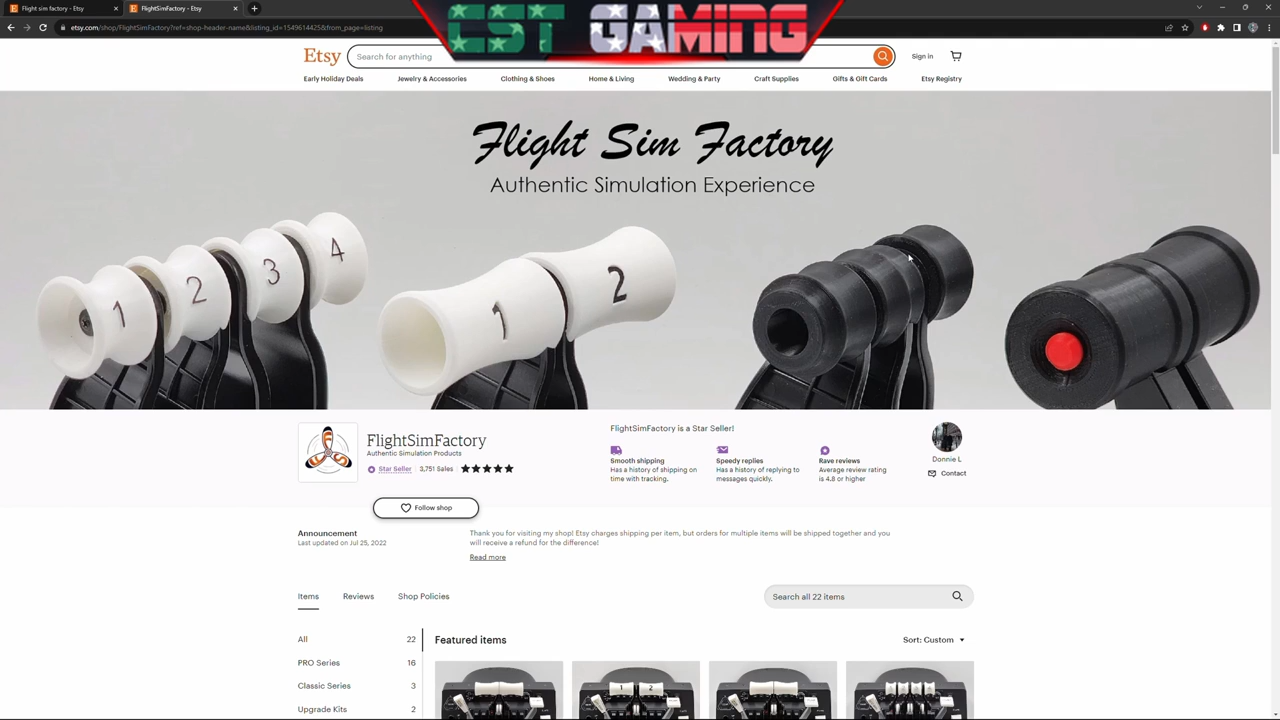 Flight sim factory - Etsy
FlightSimFactory - Etsy
etsy.com/shop/FlightSimFactory?ref=shop-header-name&listing_id=1549614425&from_page=listing
CST GAMING
Etsy
Search for anything
Sign in
Early Holiday Deals
Jewelry & Accessories
Clothing & Shoes
Home & Living
Wedding & Party
Craft Supplies
Gifts & Gift Cards
Etsy Registry
Flight Sim Factory
Authentic Simulation Experience
1 2 3 4
1 2
FlightSimFactory
Authentic Simulation Products
Star Seller
3,751 Sales
FlightSimFactory is a Star Seller!
Smooth shipping
Has a history of shipping on
time with tracking.
Speedy replies
Has a history of replying to
messages quickly.
Rave reviews
Average review rating
is 4.8 or higher
Donnie L
Contact
Follow shop
Announcement
Last updated on Jul 25, 2022
Thank you for visiting my shop! Etsy charges shipping per item, but orders for multiple items will be shipped together and you
will receive a refund for the difference!
Read more
Items
Reviews
Shop Policies
Search all 22 items
All 22
PRO Series 16
Classic Series 3
Upgrade Kits 2
Featured items
Sort: Custom
1 2